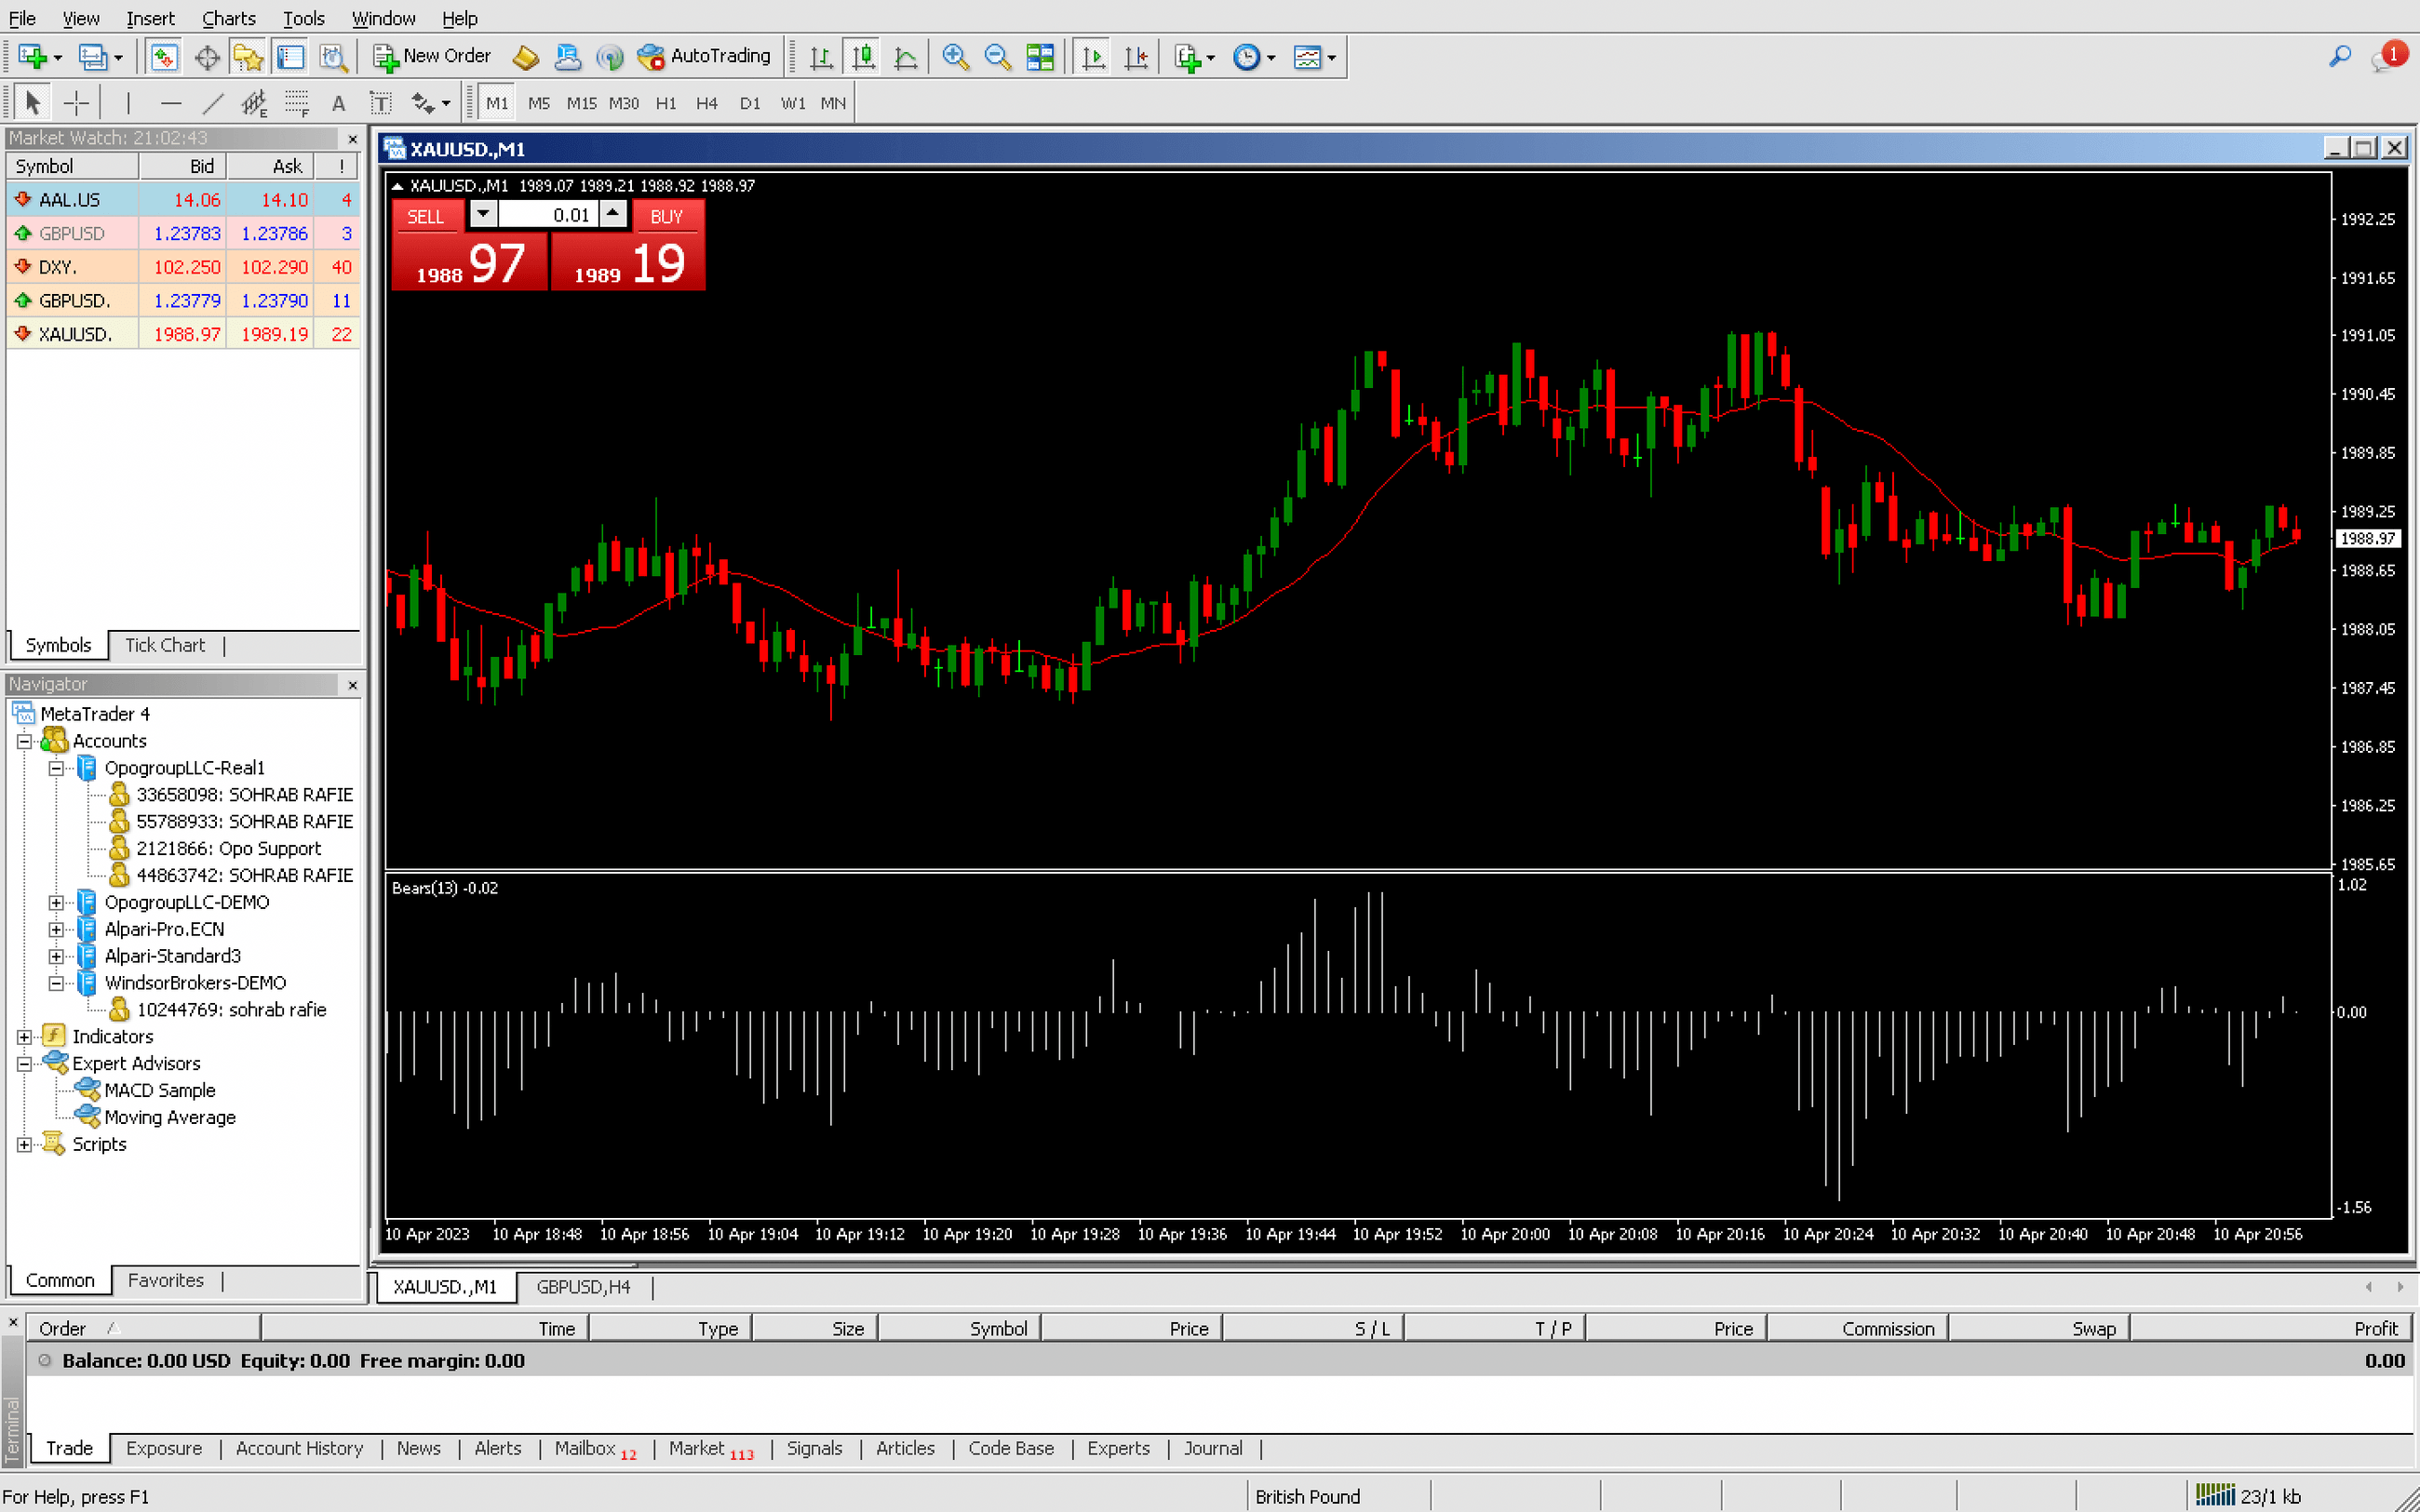 File View Insert Charts Tools Window Help
New Order AutoTrading
1
A T E F
M1 M5 M15 M30 H1 H4 D1 W1 MN
Market Watch: 21:02:43
Symbol Bid Ask !
AAL.US 14.06 14.10 4
GBPUSD 1.23783 1.23786 3
DXY. 102.250 102.290 40
GBPUSD. 1.23779 1.23790 11
XAUUSD. 1988.97 1989.19 22
Symbols Tick Chart
Navigator
MetaTrader 4
Accounts
OpogroupLLC-Real1
33658098: SOHRAB RAFIE
55788933: SOHRAB RAFIE
2121866: Opo Support
44863742: SOHRAB RAFIE
OpogroupLLC-DEMO
Alpari-Pro.ECN
Alpari-Standard3
WindsorBrokers-DEMO
10244769: sohrab rafie
Indicators
Expert Advisors
MACD Sample
Moving Average
Scripts
Common Favorites
XAUUSD.,M1
XAUUSD.,M1 1989.07 1989.21 1988.92 1988.97
SELL 0.01 BUY
1988 97 1989 19
1992.25
1991.65
1991.05
1990.45
1989.85
1989.25
1988.97
1988.65
1988.05
1987.45
1986.85
1986.25
1985.65
Bears(13) -0.02
1.02
0.00
-1.56
10 Apr 2023 10 Apr 18:48 10 Apr 18:56 10 Apr 19:04 10 Apr 19:12 10 Apr 19:20 10 Apr 19:28 10 Apr 19:36 10 Apr 19:44 10 Apr 19:52 10 Apr 20:00 10 Apr 20:08 10 Apr 20:16 10 Apr 20:24 10 Apr 20:32 10 Apr 20:40 10 Apr 20:48 10 Apr 20:56
XAUUSD.,M1 GBPUSD,H4
Order Time Type Size Symbol Price S / L T / P Price Commission Swap Profit
Balance: 0.00 USD Equity: 0.00 Free margin: 0.00 0.00
Terminal
Trade Exposure Account History News Alerts Mailbox 12 Market 113 Signals Articles Code Base Experts Journal
For Help, press F1 British Pound 23/1 kb